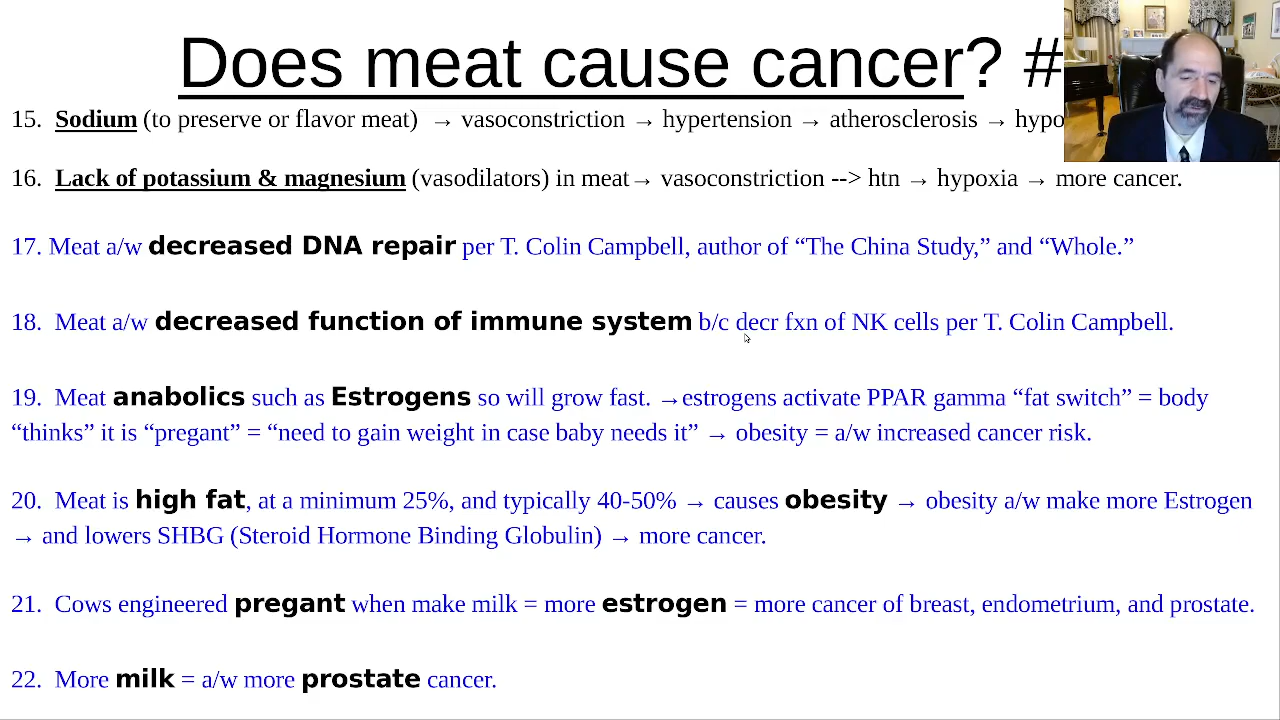 Does meat cause cancer? #
15. Sodium (to preserve or flavor meat) → vasoconstriction → hypertension → atherosclerosis → hypo
16. Lack of potassium & magnesium (vasodilators) in meat→ vasoconstriction --> htn → hypoxia → more cancer.
17. Meat a/w decreased DNA repair per T. Colin Campbell, author of “The China Study,” and “Whole.”
18. Meat a/w decreased function of immune system b/c decr fxn of NK cells per T. Colin Campbell.
19. Meat anabolics such as Estrogens so will grow fast. →estrogens activate PPAR gamma “fat switch” = body
“thinks” it is “pregant” = “need to gain weight in case baby needs it” → obesity = a/w increased cancer risk.
20. Meat is high fat, at a minimum 25%, and typically 40-50% → causes obesity → obesity a/w make more Estrogen
→ and lowers SHBG (Steroid Hormone Binding Globulin) → more cancer.
21. Cows engineered pregant when make milk = more estrogen = more cancer of breast, endometrium, and prostate.
22. More milk = a/w more prostate cancer.